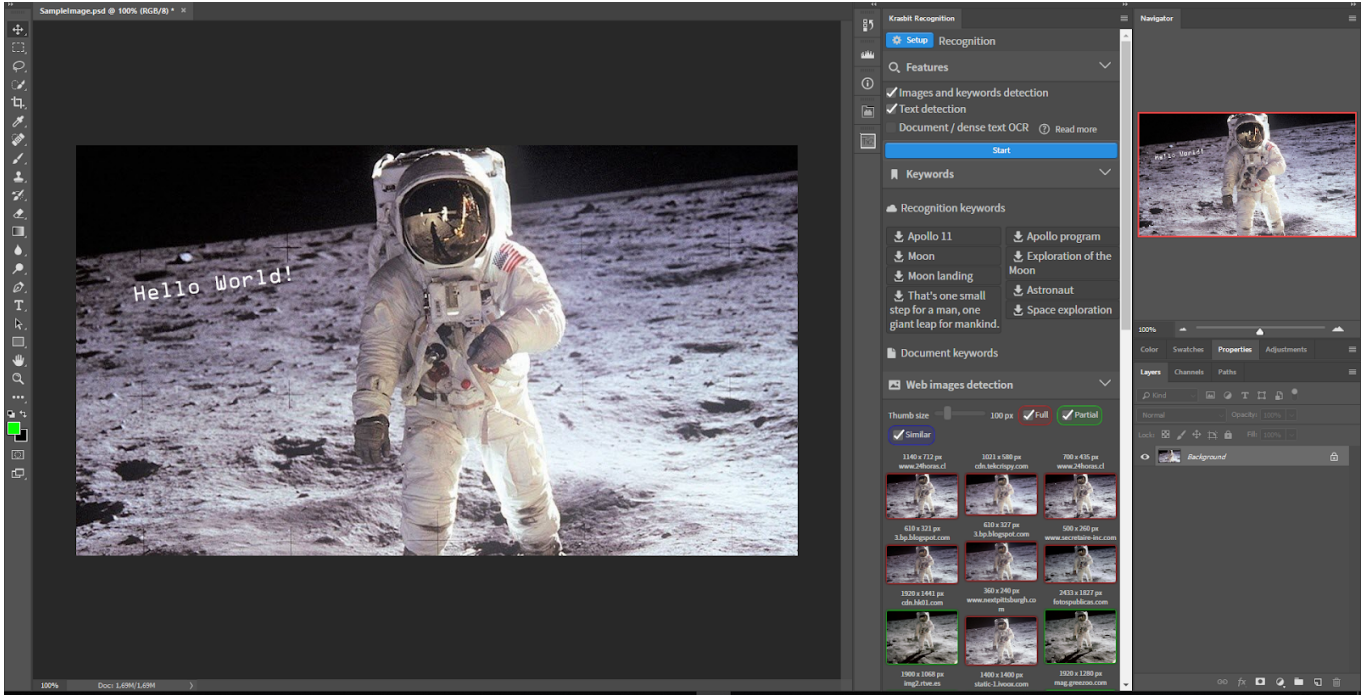 SampleImage.psd @ 100% (RGB/8) * ×
Krasbit Recognition
Setup Recognition
Features
Images and keywords detection
Text detection
Document / dense text OCR ? Read more
Start
Keywords
Recognition keywords
Apollo 11
Moon
Moon landing
That's one small
step for a man, one
giant leap for mankind.
Apollo program
Exploration of the
Moon
Astronaut
Space exploration
Document keywords
Web images detection
Thumb size 100 px Full Partial
Similar
1140 x 712 px
www.24horas.cl
1021 x 580 px
cdn.tekcrispy.com
700 x 435 px
www.24horas.cl
610 x 321 px
3.bp.blogspot.com
610 x 327 px
3.bp.blogspot.com
500 x 260 px
www.secretaire-inc.com
1920 x 1441 px
cdn.hk01.com
360 x 240 px
www.nextpittsburgh.co
m
2433 x 1827 px
fotospublicas.com
1900 x 1068 px
img2.rtve.es
1400 x 1400 px
static-1.ivoox.com
1920 x 1280 px
mag.greezoo.com
Navigator
Hello World!
100%
Color Swatches Properties Adjustments
Layers Channels Paths
Kind
Normal Opacity: 100%
Lock: Fill: 100%
Background
fx
Hello World!
100% Doc: 1.69M/1.69M